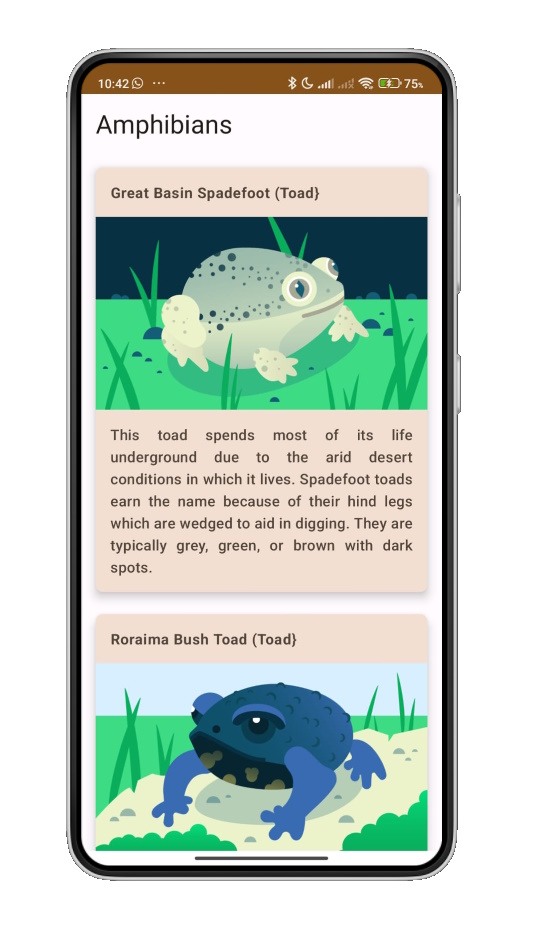 10:42 ... 75%
Amphibians
Great Basin Spadefoot (Toad}
This toad spends most of its life
underground due to the arid desert
conditions in which it lives. Spadefoot toads
earn the name because of their hind legs
which are wedged to aid in digging. They are
typically grey, green, or brown with dark
spots.
Roraima Bush Toad (Toad}